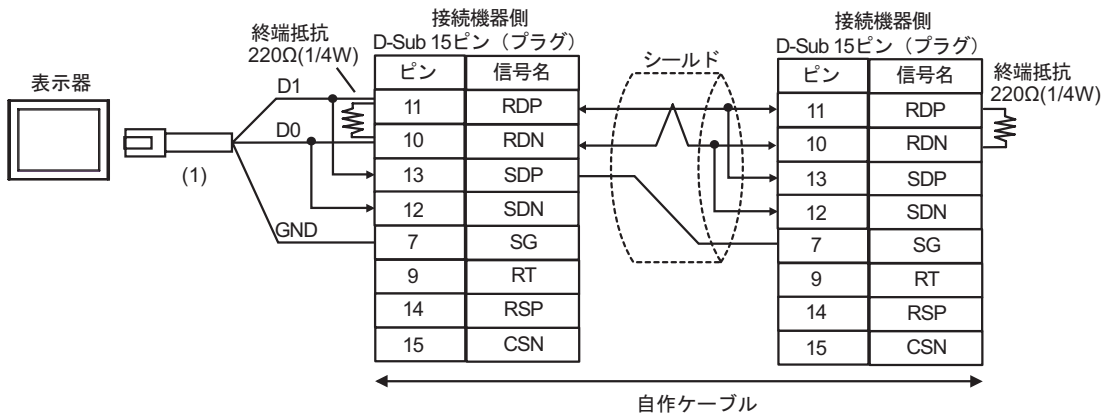 表示器
(1)
D1
D0
GND
終端抵抗
220Ω(1/4W)
接続機器側
D-Sub 15ピン（プラグ）
ピン 信号名
11 RDP
10 RDN
13 SDP
12 SDN
7 SG
9 RT
14 RSP
15 CSN
シールド
接続機器側
D-Sub 15ピン（プラグ）
ピン 信号名
11 RDP
10 RDN
13 SDP
12 SDN
7 SG
9 RT
14 RSP
15 CSN
終端抵抗
220Ω(1/4W)
自作ケーブル